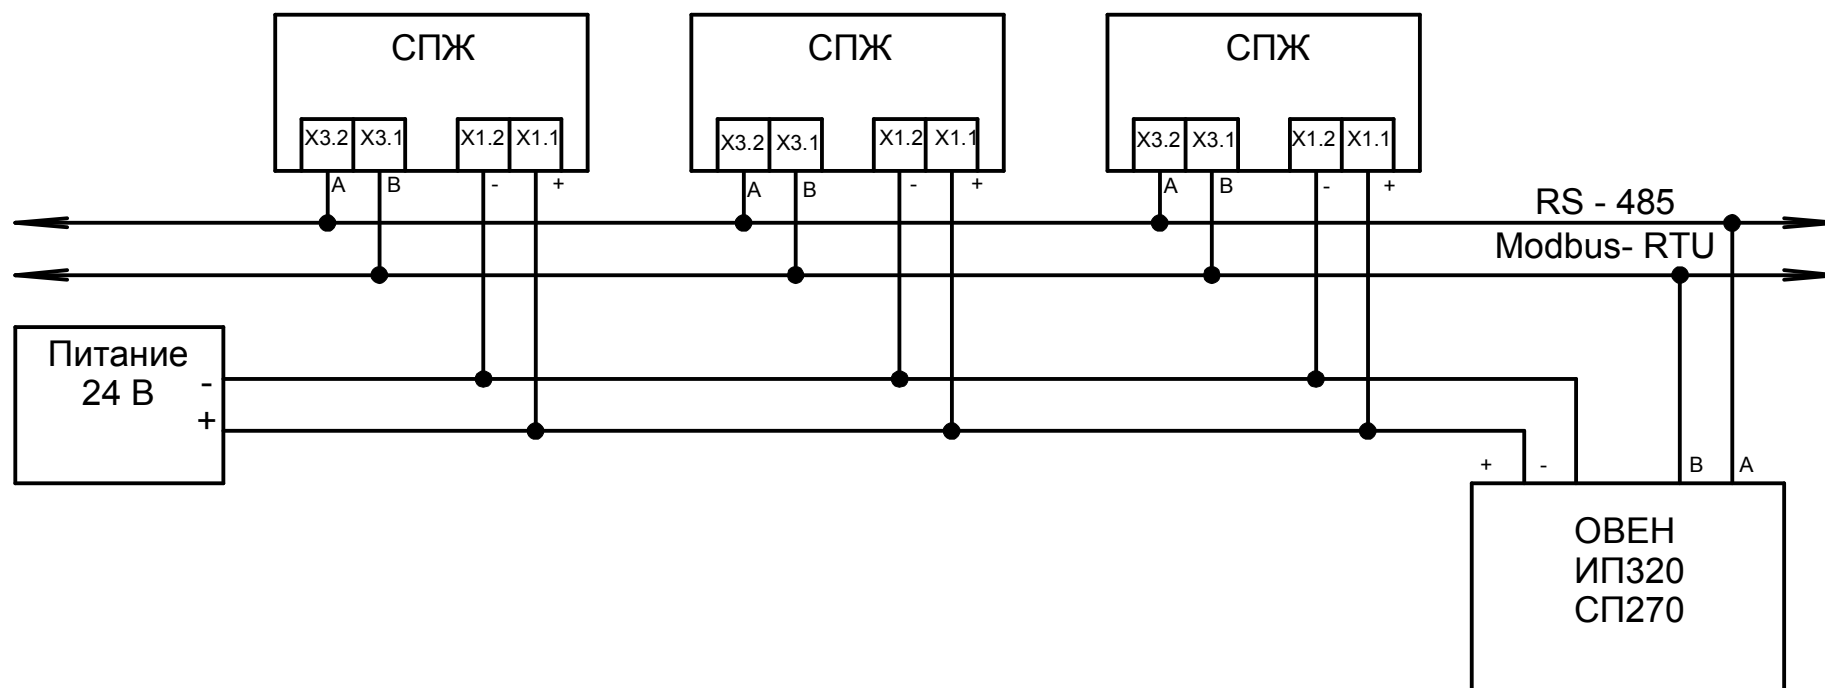 СПЖ
СПЖ
СПЖ
X3.2 X3.1 X1.2 X1.1
X3.2 X3.1 X1.2 X1.1
X3.2 X3.1 X1.2 X1.1
A B - +
A B - +
A B - +
RS - 485
Modbus- RTU
Питание
24 В
-
+
+ - B A
ОВЕН
ИП320
СП270